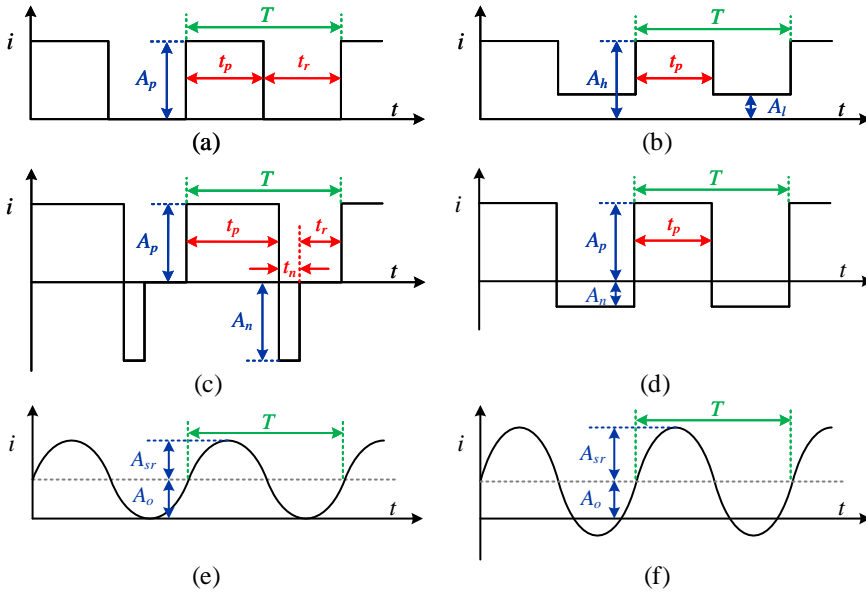 i
T
A_p
t_p
t_r
t
(a)
i
T
A_h
t_p
A_l
t
(b)
i
T
A_p
t_p
t_r
t_n
t
A_n
(c)
i
T
A_p
t_p
t
A_n
(d)
i
T
A_sr
A_o
t
(e)
i
T
A_sr
A_o
t
(f)